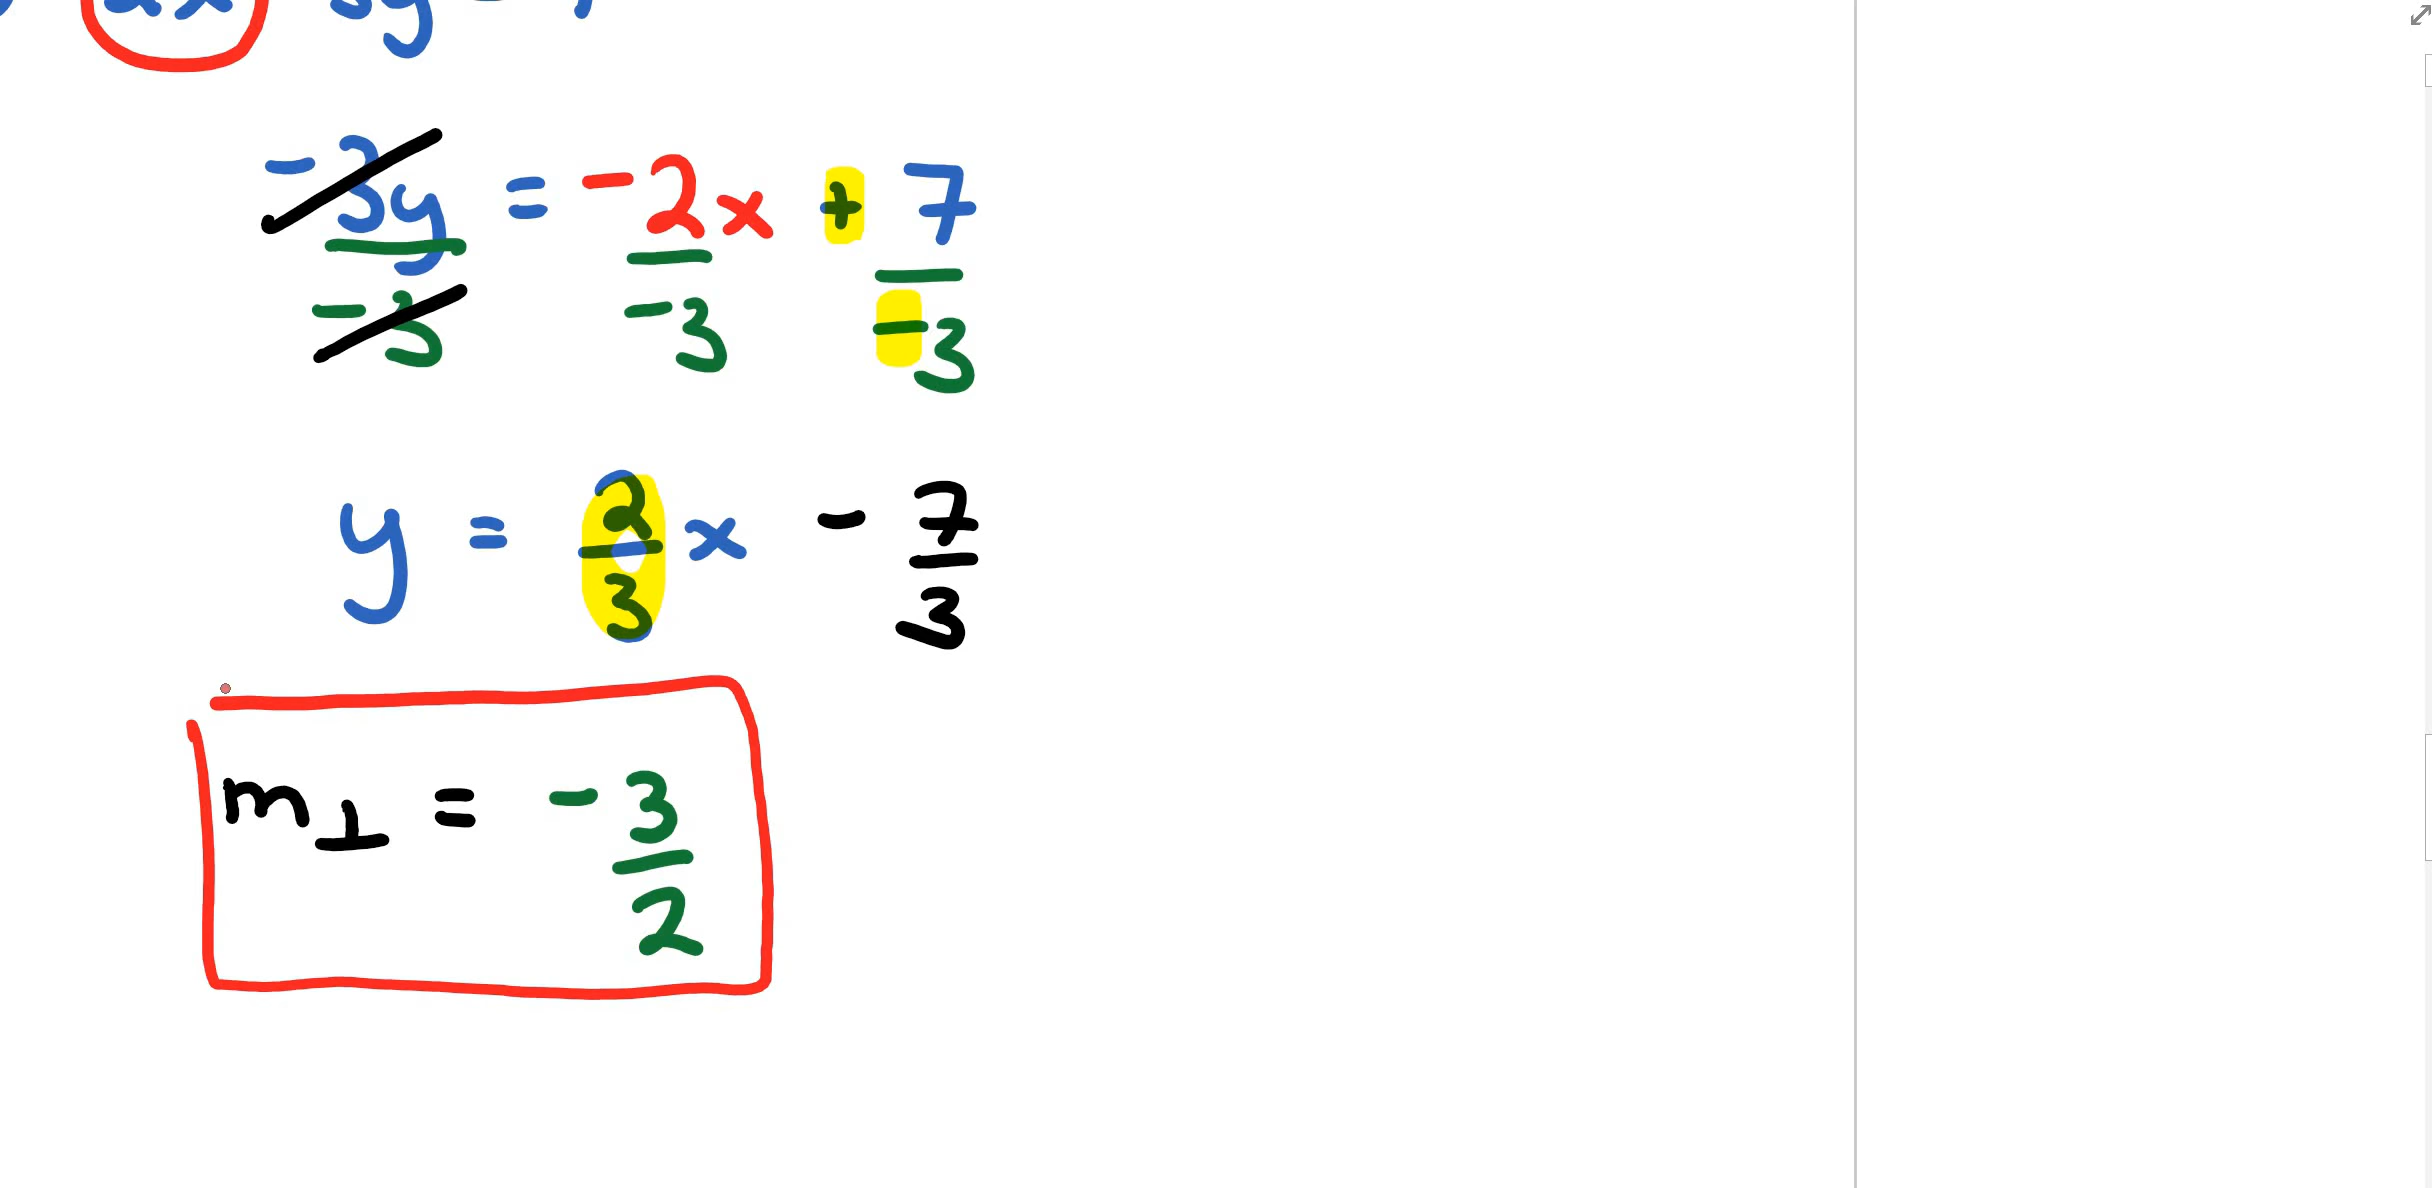 -3y = -2x + 7
-3 -3 -3
y = 2/3 x - 7/3
m⊥ = - 3/2